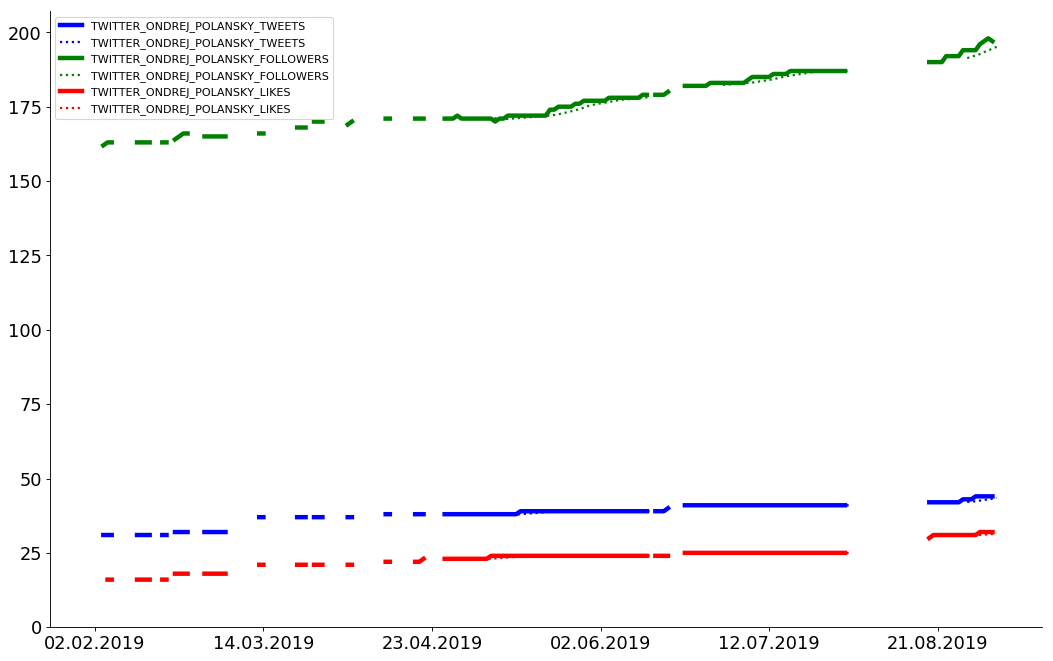 200
175
150
125
100
75
50
25
0
TWITTER_ONDREJ_POLANSKY_TWEETS
TWITTER_ONDREJ_POLANSKY_TWEETS
TWITTER_ONDREJ_POLANSKY_FOLLOWERS
TWITTER_ONDREJ_POLANSKY_FOLLOWERS
TWITTER_ONDREJ_POLANSKY_LIKES
TWITTER_ONDREJ_POLANSKY_LIKES
02.02.2019
14.03.2019
23.04.2019
02.06.2019
12.07.2019
21.08.2019